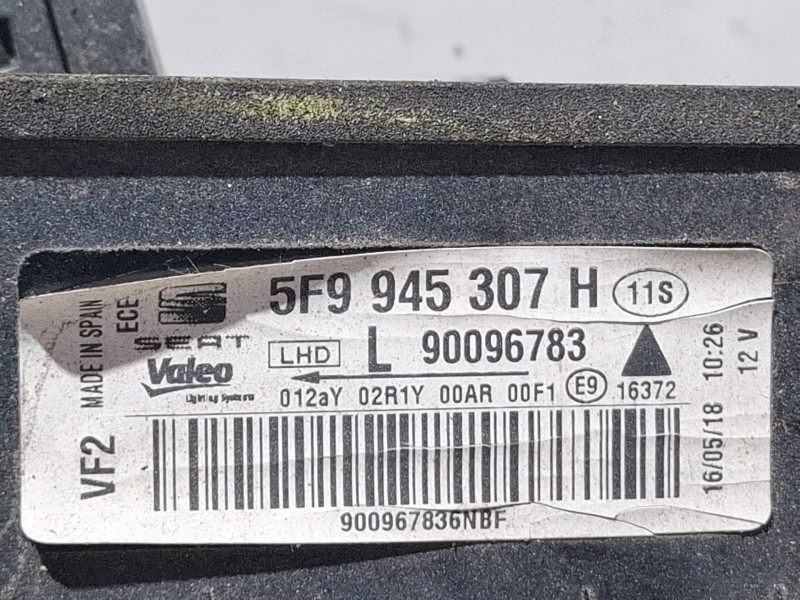 5F9 945 307 H 11S
SEAT LHD L 90096783
Valeo
Lighting Systems
012aY 02R1Y 00AR 00F1 E9 16372
900967836NBF
VF2 MADE IN SPAIN
ECE
16/05/18 10:26
12 V